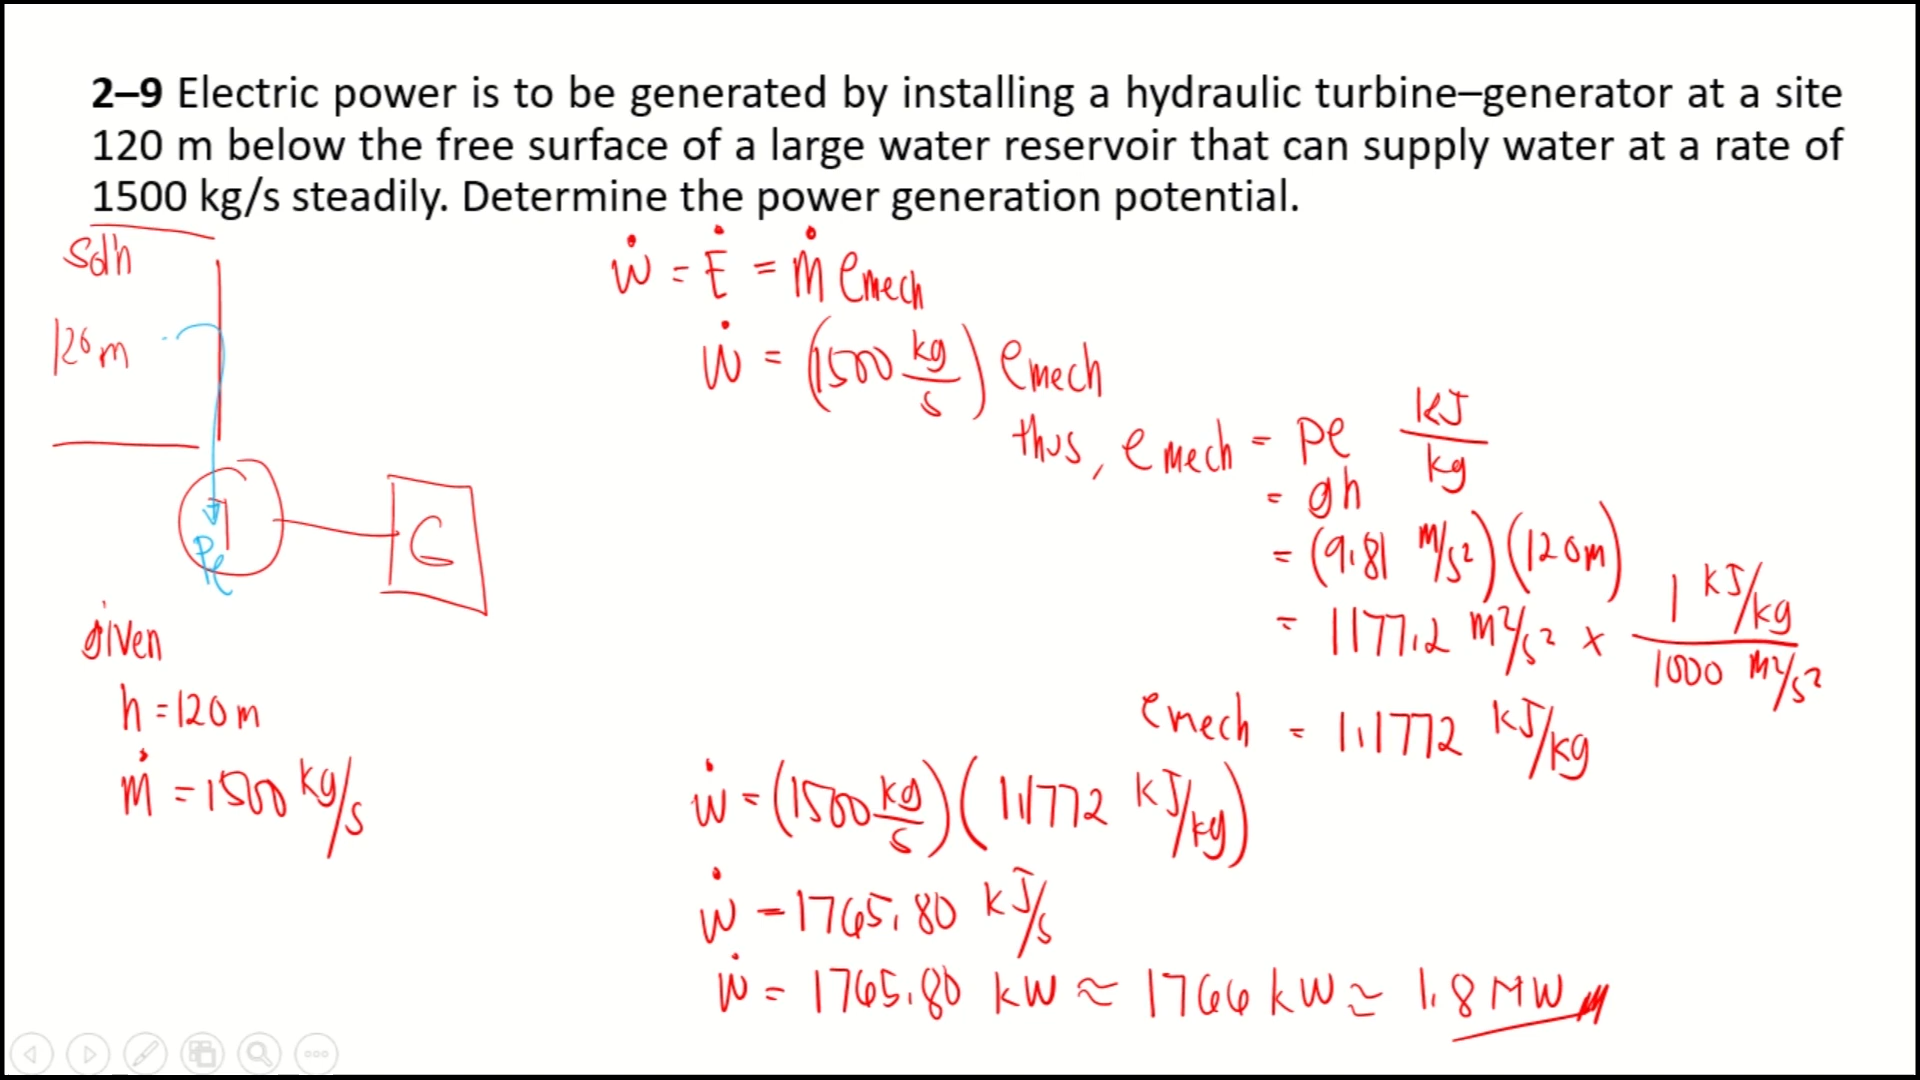 2–9 Electric power is to be generated by installing a hydraulic turbine–generator at a site
120 m below the free surface of a large water reservoir that can supply water at a rate of
1500 kg/s steadily. Determine the power generation potential.
Sol'n
120 m
T
Pe
G
given
h = 120 m
ṁ = 1500 kg/s
Ẇ = Ė = ṁ emech
Ẇ = (1500 kg/s) emech
thus, emech = Pe kJ/kg
= gh
= (9.81 m/s²)(120m)
= 1177.2 m²/s² × 1 kJ/kg / 1000 m²/s²
emech = 1.1772 kJ/kg
Ẇ = (1500 kg/s)(1.1772 kJ/kg)
Ẇ = 1765.80 kJ/s
Ẇ = 1765.80 kW ≈ 1766 kW ≈ 1.8 MW